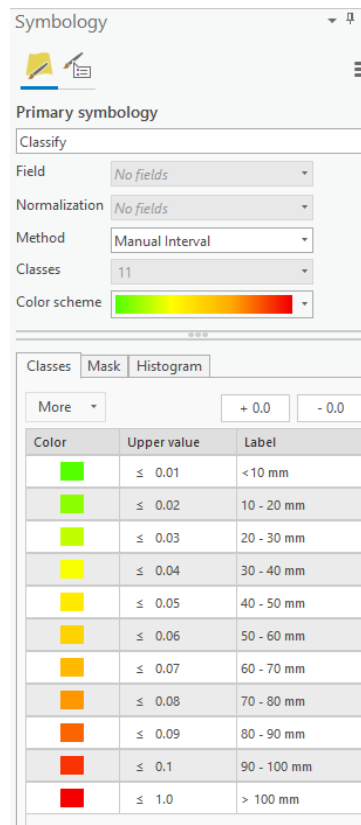 Symbology
Primary symbology
Classify
Field No fields
Normalization No fields
Method Manual Interval
Classes 11
Color scheme
Classes Mask Histogram
More + 0.0 - 0.0
Color Upper value Label
≤ 0.01 <10 mm
≤ 0.02 10 - 20 mm
≤ 0.03 20 - 30 mm
≤ 0.04 30 - 40 mm
≤ 0.05 40 - 50 mm
≤ 0.06 50 - 60 mm
≤ 0.07 60 - 70 mm
≤ 0.08 70 - 80 mm
≤ 0.09 80 - 90 mm
≤ 0.1 90 - 100 mm
≤ 1.0 > 100 mm